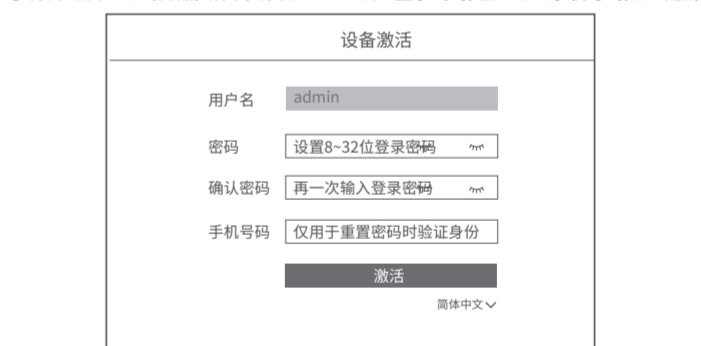 设备激活
用户名 admin
密码 设置8~32位登录密码
确认密码 再一次输入登录密码
手机号码 仅用于重置密码时验证身份
激活
简体中文